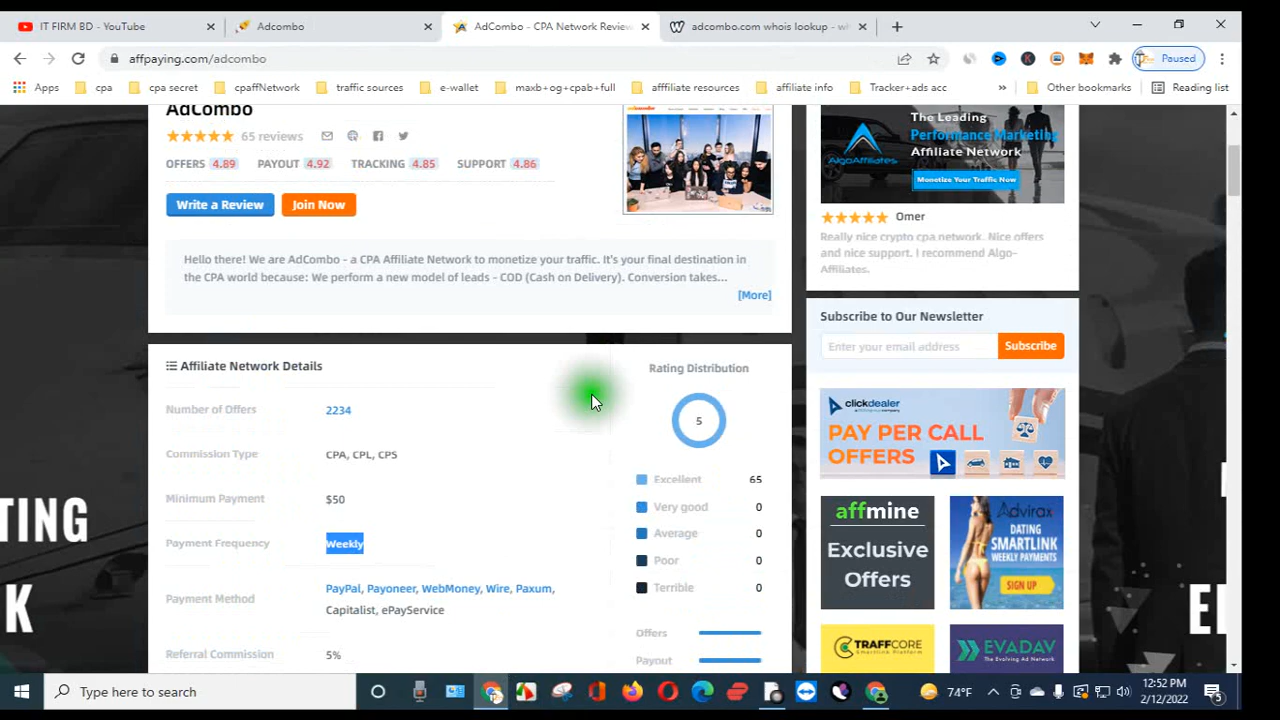 IT FIRM BD - YouTube
Adcombo
AdCombo - CPA Network Review
adcombo.com whois lookup - w
affpaying.com/adcombo
Paused
Apps
cpa
cpa secret
cpaffNetwork
traffic sources
e-wallet
maxb+og+cpab+full
afffiliate resources
affiliate info
Tracker+ads acc
»
Other bookmarks
Reading list
AdCombo
65 reviews
OFFERS 4.89 PAYOUT 4.92 TRACKING 4.85 SUPPORT 4.86
Write a Review
Join Now
Hello there! We are AdCombo - a CPA Affiliate Network to monetize your traffic. It's your final destination in
the CPA world because: We perform a new model of leads - COD (Cash on Delivery). Conversion takes...
[More]
Affiliate Network Details
Number of Offers 2234
Commission Type CPA, CPL, CPS
Minimum Payment $50
Payment Frequency Weekly
Payment Method PayPal, Payoneer, WebMoney, Wire, Paxum,
Capitalist, ePayService
Referral Commission 5%
Rating Distribution
5
Excellent 65
Very good 0
Average 0
Poor 0
Terrible 0
Offers
Payout
The Leading
Performance Marketing
Affiliate Network
Monetize Your Traffic Now
AlgoAffiliates
Omer
Really nice crypto cpa network. Nice offers
and nice support. I recommend Algo-
Affiliates.
Subscribe to Our Newsletter
Enter your email address
Subscribe
clickdealer
PAY PER CALL
OFFERS
affmine
Exclusive
Offers
Advirax
DATING
SMARTLINK
WEEKLY PAYMENTS
SIGN UP
TRAFFCORE
Smartlink Platform
EVADAV
The Evolving Ad Network
TING
K
E
Type here to search
74°F
12:52 PM
2/12/2022
5